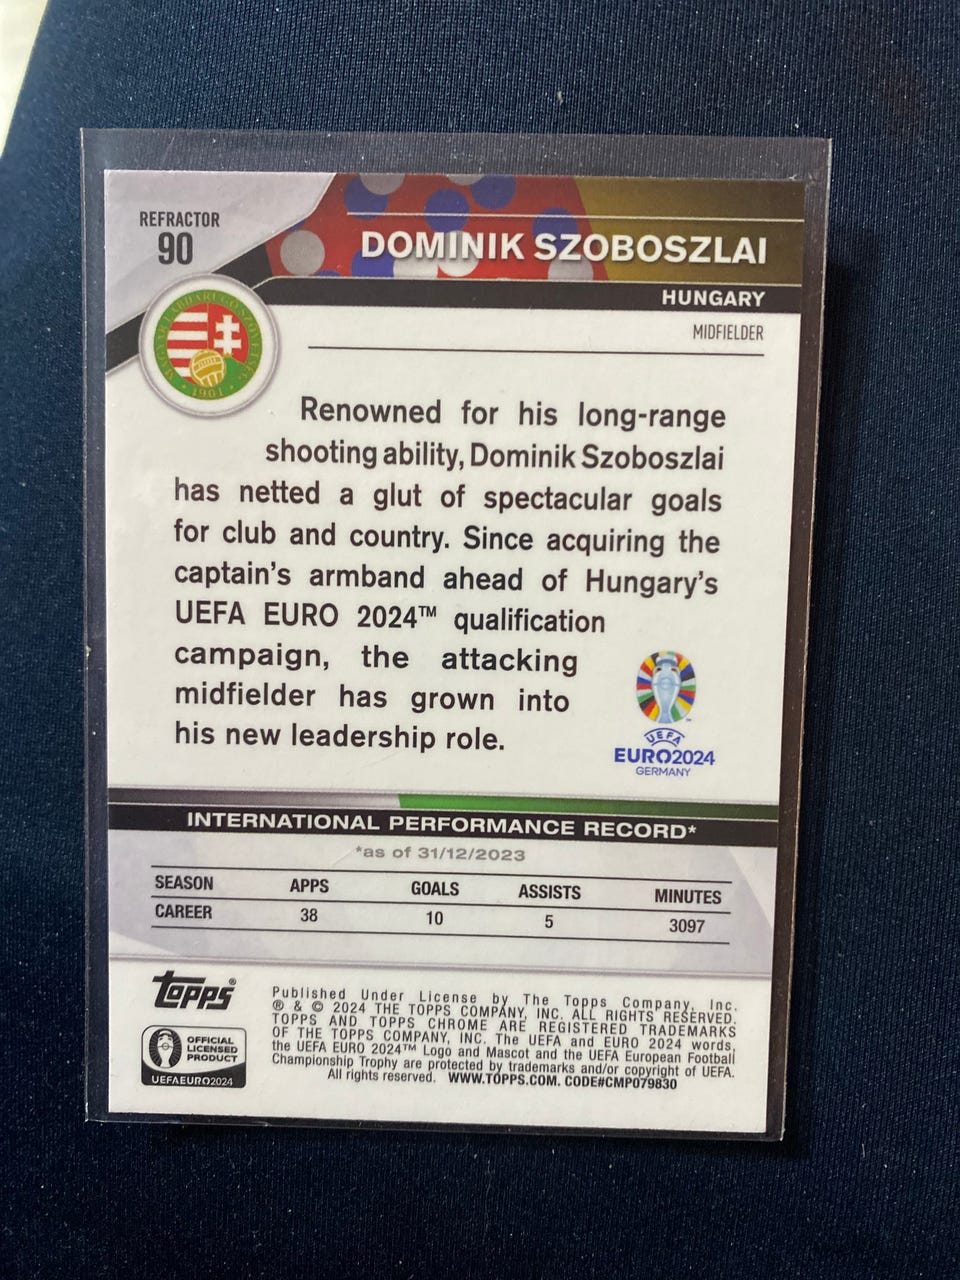 REFRACTOR
90
DOMINIK SZOBOSZLAI
HUNGARY
MIDFIELDER
MAGYAR LABDARÚGÓ SZÖVETSÉG
1901
Renowned for his long-range
shooting ability, Dominik Szoboszlai
has netted a glut of spectacular goals
for club and country. Since acquiring the
captain's armband ahead of Hungary's
UEFA EURO 2024™ qualification
campaign, the attacking
midfielder has grown into
his new leadership role.
UEFA
EURO2024
GERMANY
INTERNATIONAL PERFORMANCE RECORD*
*as of 31/12/2023
SEASON APPS GOALS ASSISTS MINUTES
CAREER 38 10 5 3097
Topps®
OFFICIAL
LICENSED
PRODUCT
UEFAEURO2024
Published Under License by The Topps Company, Inc.
® & © 2024 THE TOPPS COMPANY, INC. ALL RIGHTS RESERVED.
TOPPS AND TOPPS CHROME ARE REGISTERED TRADEMARKS
OF THE TOPPS COMPANY, INC. The UEFA and EURO 2024 words,
the UEFA EURO 2024™ Logo and Mascot and the UEFA European Football
Championship Trophy are protected by trademarks and/or copyright of UEFA.
All rights reserved. WWW.TOPPS.COM. CODE#CMP079830